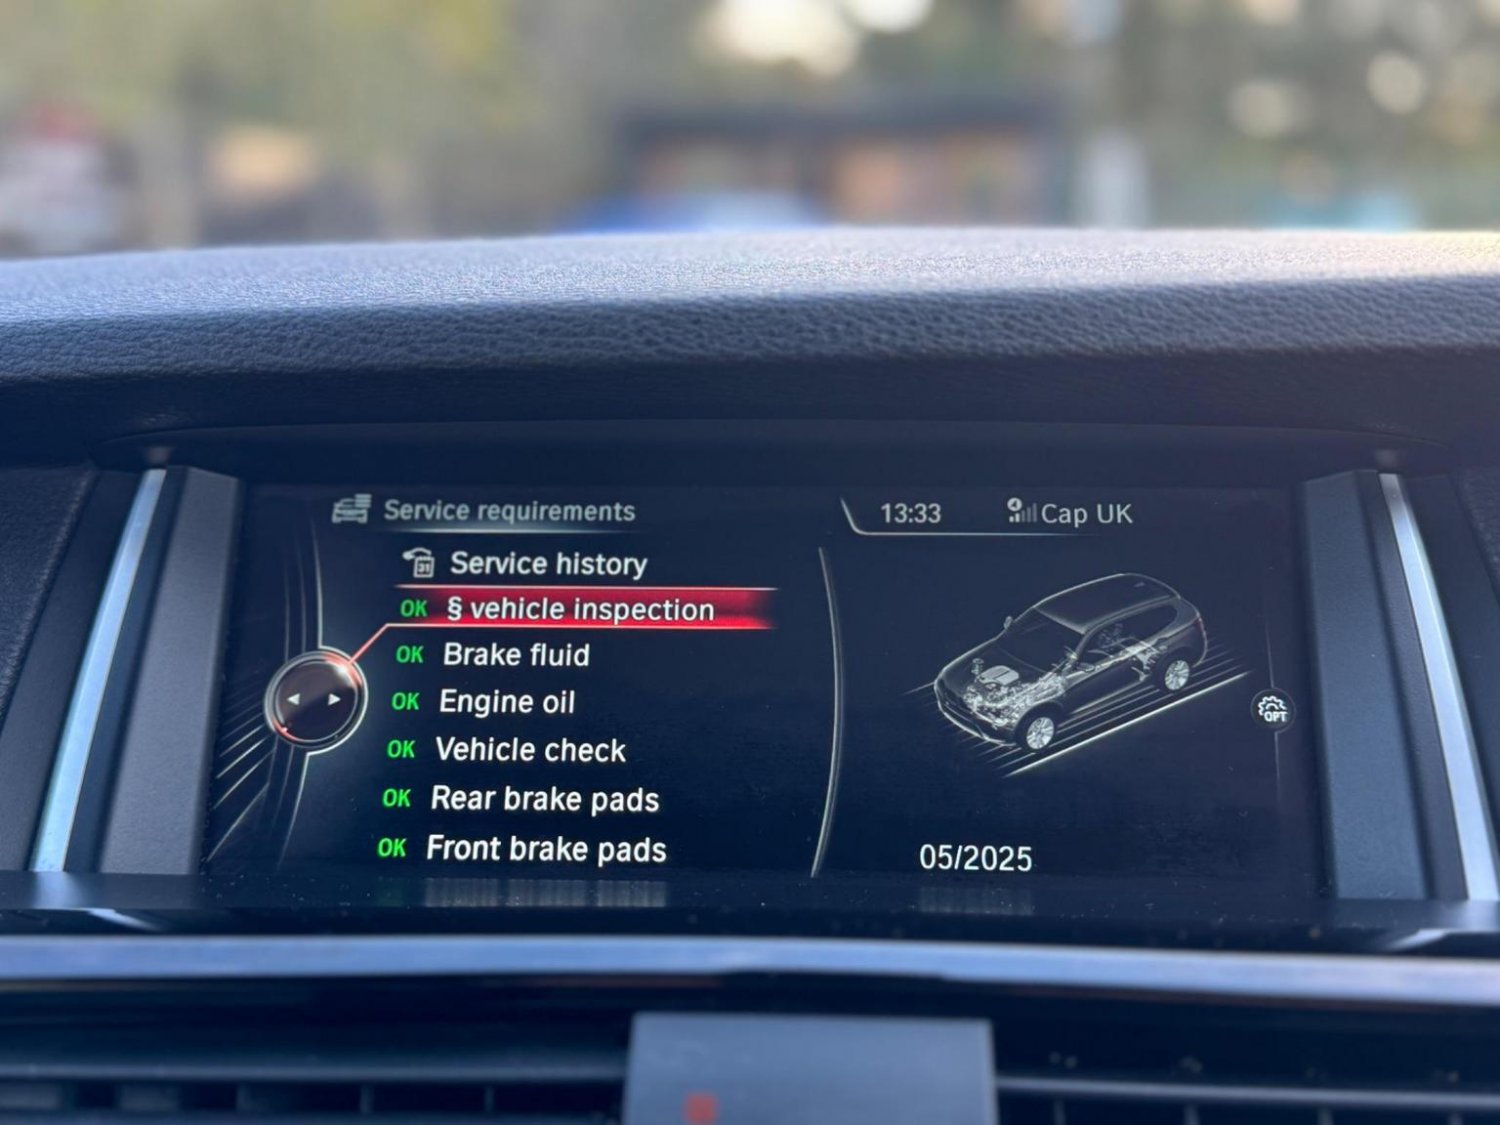 Service requirements
13:33
Cap UK
Service history
31
OK § vehicle inspection
OK Brake fluid
OK Engine oil
OK Vehicle check
OK Rear brake pads
OK Front brake pads
OPT
05/2025